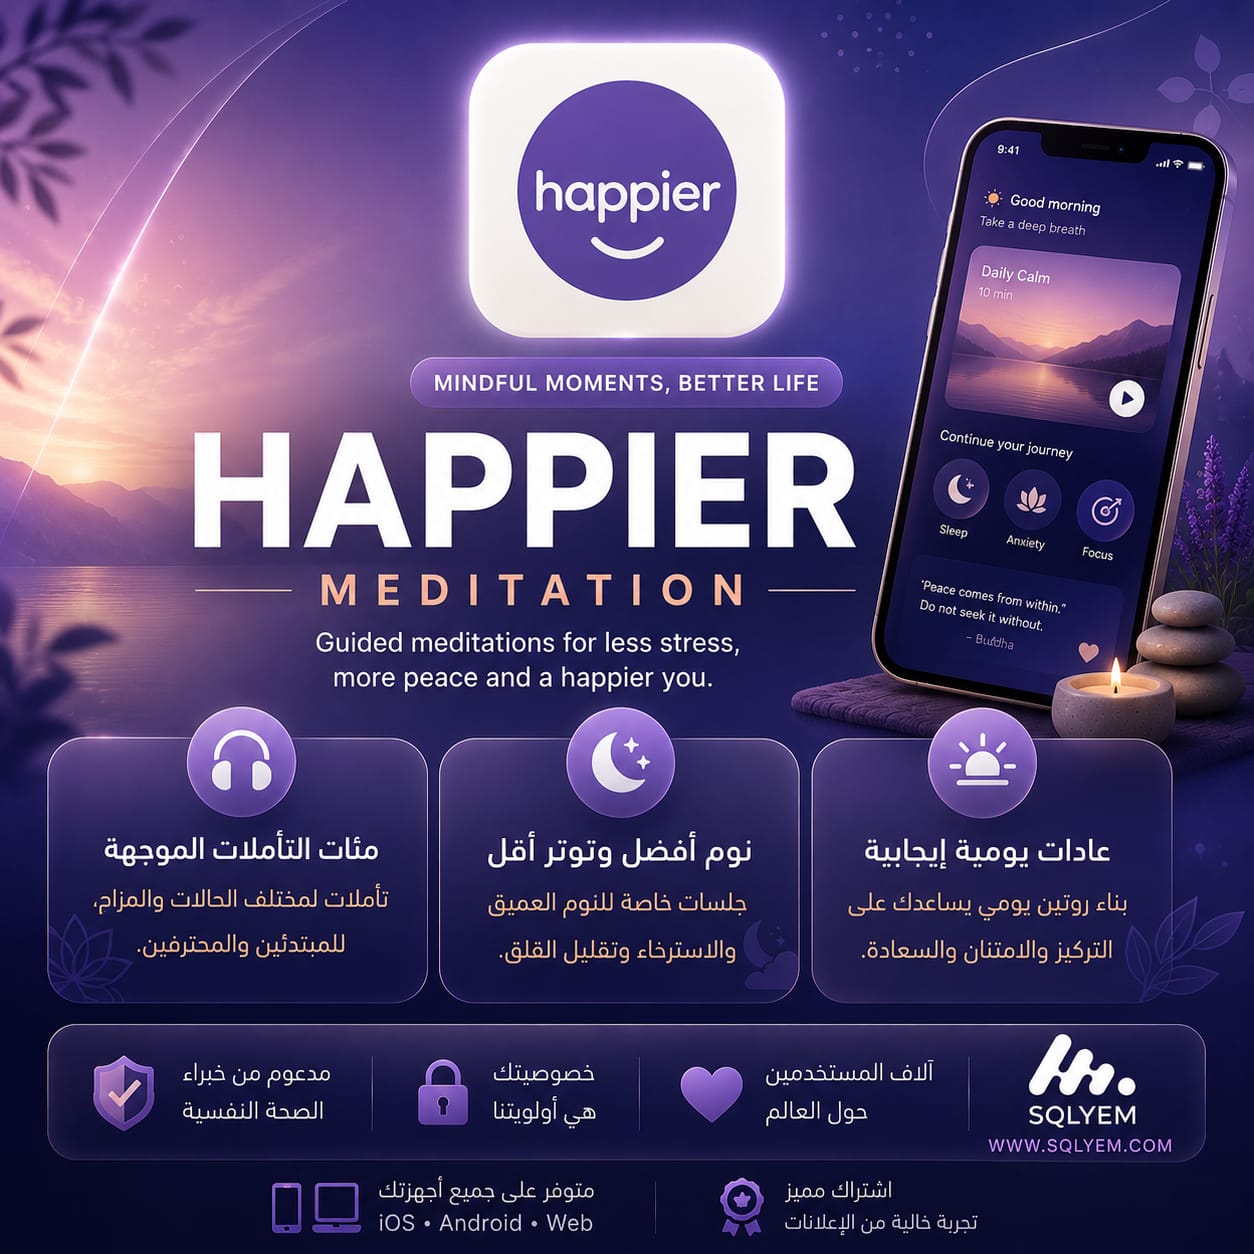 happier
MINDFUL MOMENTS, BETTER LIFE
HAPPIER
MEDITATION
Guided meditations for less stress,
more peace and a happier you.
9:41
Good morning
Take a deep breath
Daily Calm
10 min
Continue your journey
Sleep
Anxiety
Focus
"Peace comes from within."
Do not seek it without.
– Buddha
عادات يومية إيجابية
بناء روتين يومي يساعدك على
التركيز والامتنان والسعادة.
نوم أفضل وتوتر أقل
جلسات خاصة للنوم العميق
والاسترخاء وتقليل القلق.
مئات التأملات الموجهة
تأملات لمختلف الحالات والمزاج،
للمبتدئين والمحترفين.
SQLYEM
WWW.SQLYEM.COM
آلاف المستخدمين
حول العالم
خصوصيتك
هي أولويتنا
مدعوم من خبراء
الصحة النفسية
اشتراك مميز
تجربة خالية من الإعلانات
متوفر على جميع أجهزتك
iOS • Android • Web